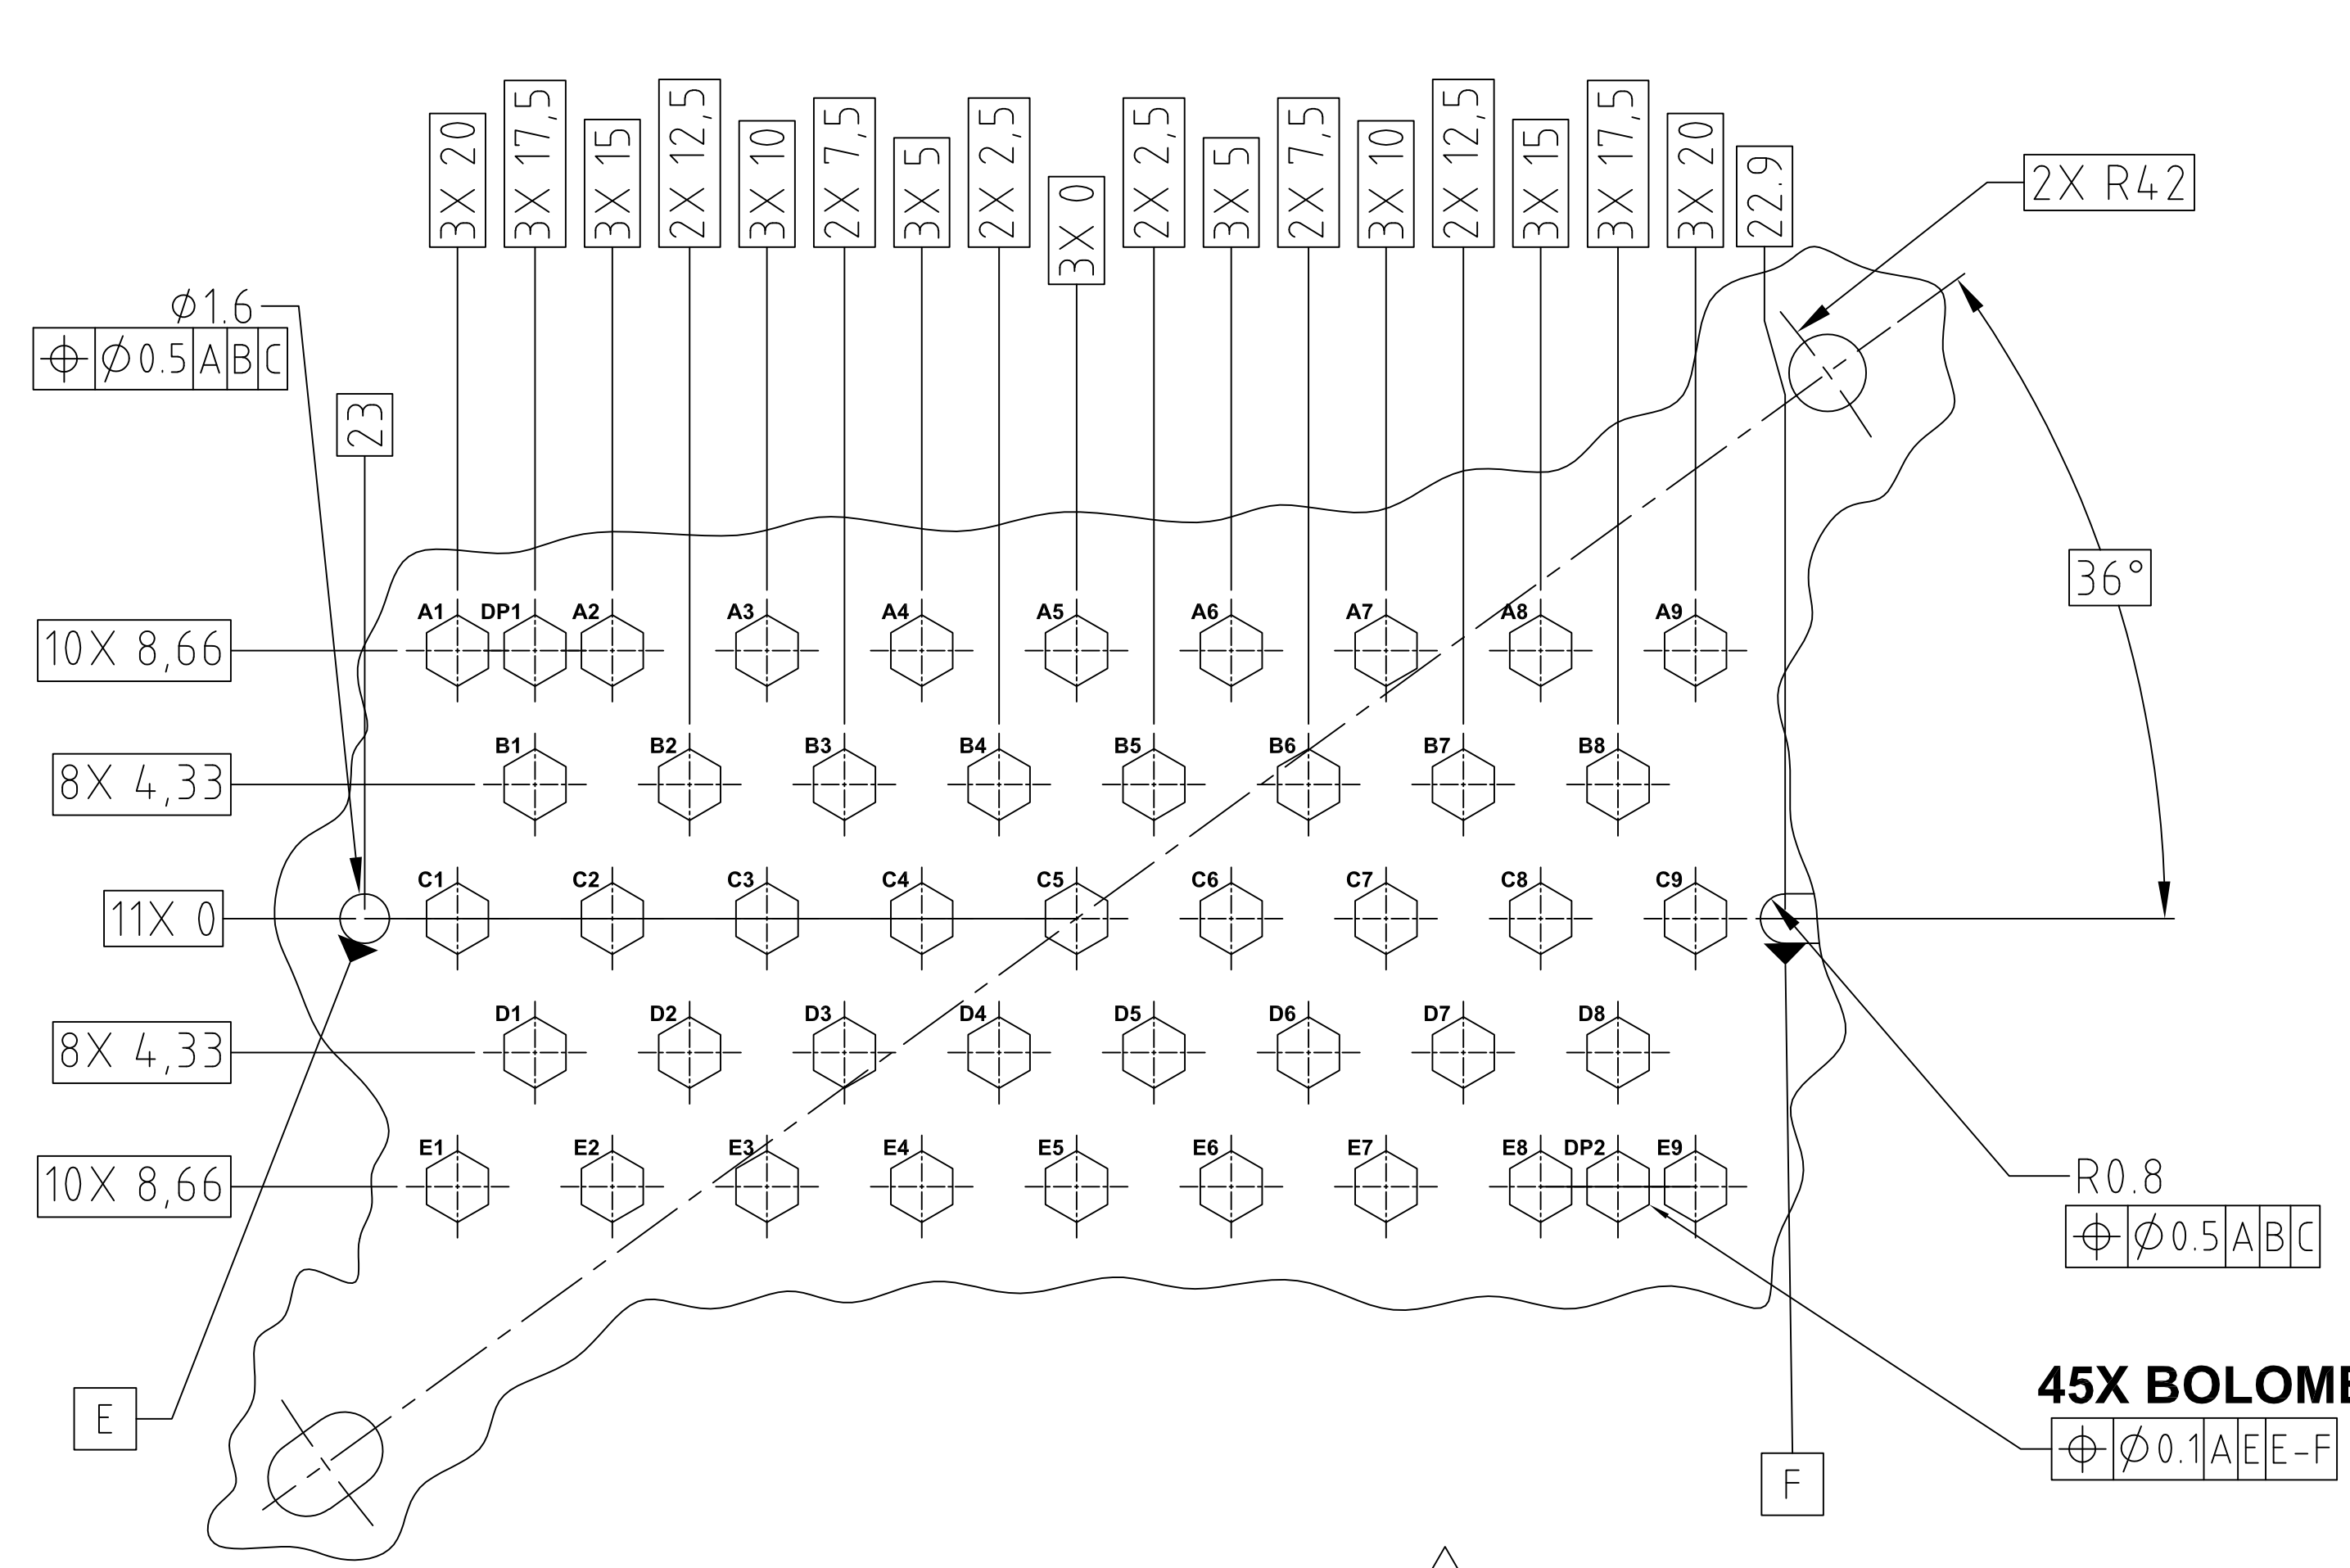 3X 20
3X 17,5
3X 15
2X 12,5
3X 10
2X 7,5
3X 5
2X 2,5
3X 0
2X 2,5
3X 5
2X 7,5
3X 10
2X 12,5
3X 15
3X 17,5
3X 20
22.9
2X R42
⌀1.6
⌖ ⌀0.5 A B C
23
36°
10X 8,66
A1 DP1 A2 A3 A4 A5 A6 A7 A8 A9
8X 4,33
B1 B2 B3 B4 B5 B6 B7 B8
11X 0
C1 C2 C3 C4 C5 C6 C7 C8 C9
8X 4,33
D1 D2 D3 D4 D5 D6 D7 D8
10X 8,66
E1 E2 E3 E4 E5 E6 E7 E8 DP2 E9
R0.8
⌖ ⌀0.5 A B C
E
45X
⌖ ⌀0.1 A E E-F
F